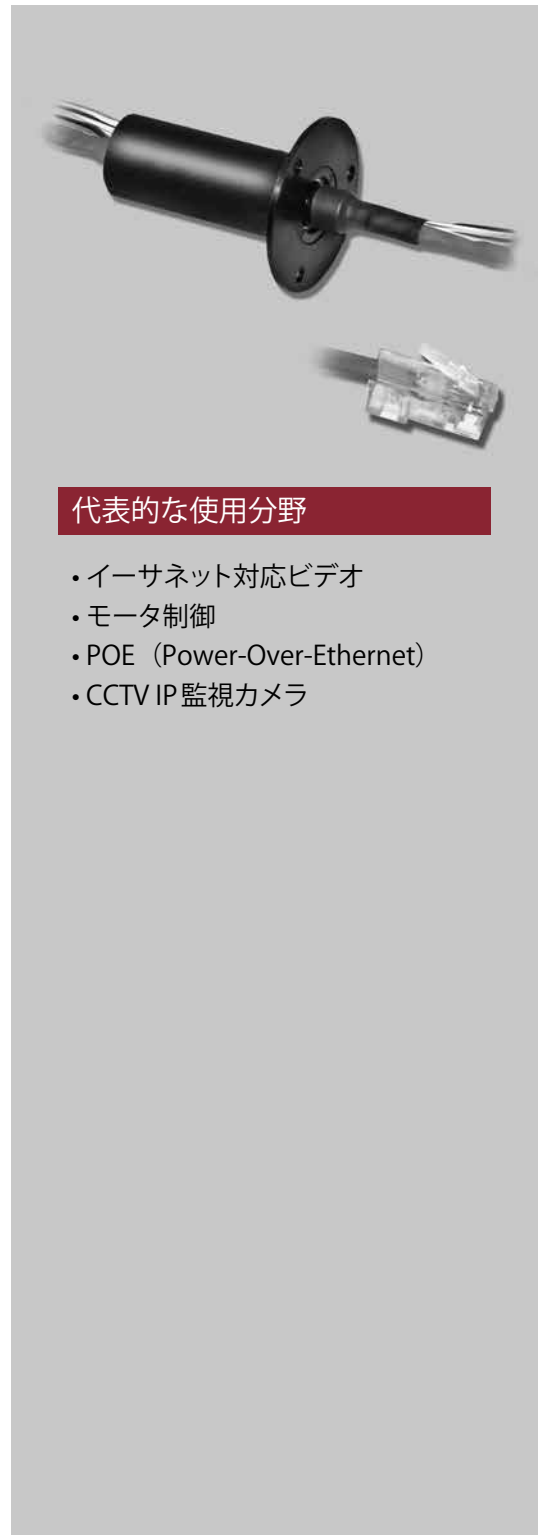 代表的な使用分野
• イーサネット対応ビデオ
• モータ制御
• POE（Power-Over-Ethernet）
• CCTV IP監視カメラ